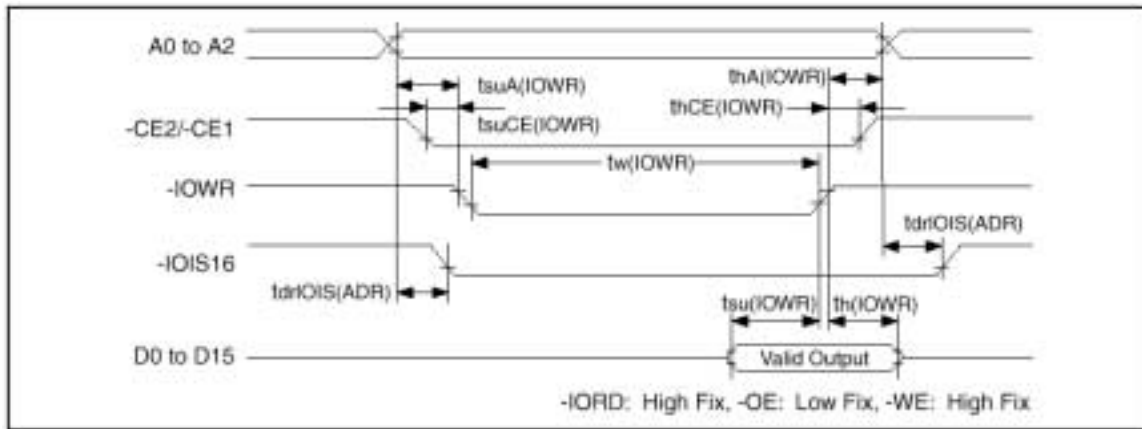 A0 to A2
tsuA(IOWR)
thA(IOWR)
tsuCE(IOWR)
thCE(IOWR)
-CE2/-CE1
tw(IOWR)
-IOWR
tdrIOIS(ADR)
-IOIS16
tdrIOIS(ADR)
tsu(IOWR)
th(IOWR)
D0 to D15
Valid Output
-IORD: High Fix, -OE: Low Fix, -WE: High Fix